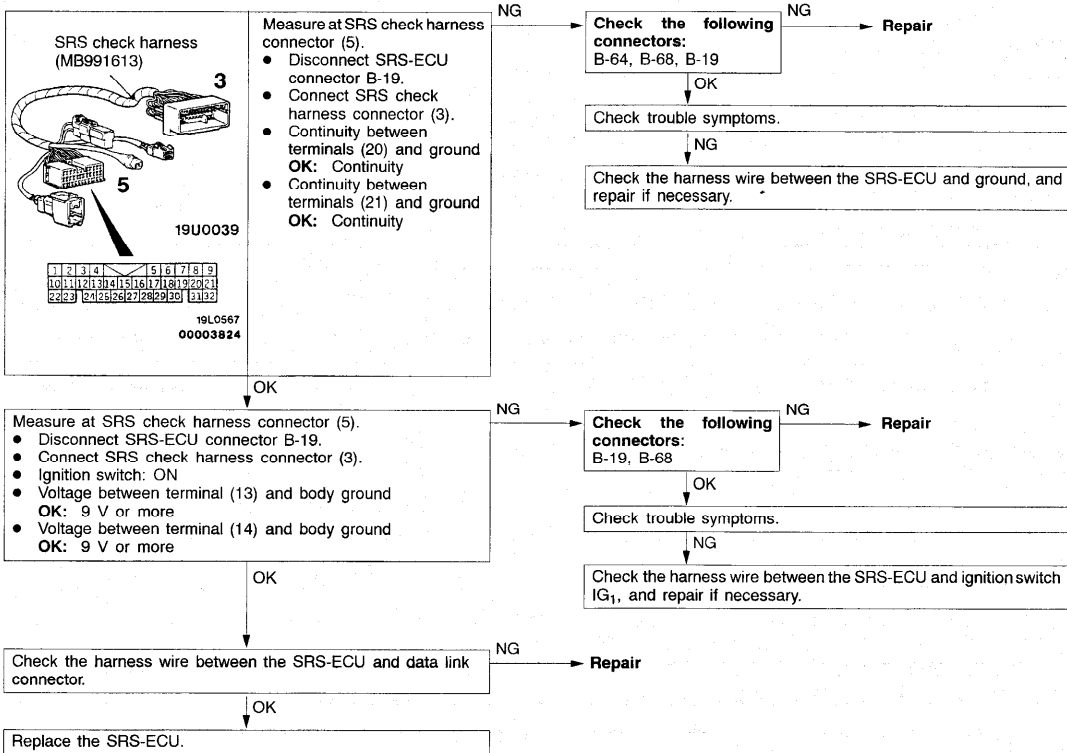 SRS check harness
(MB991613)
3
5
19U0039
1 2 3 4 5 6 7 8 9
10 11 12 13 14 15 16 17 18 19 20 21
22 23 24 25 26 27 28 29 30 31 32
19L0567
00003824
Measure at SRS check harness
connector (5).
● Disconnect SRS-ECU
connector B-19.
● Connect SRS check
harness connector (3).
● Continuity between
terminals (20) and ground
OK: Continuity
● Continuity between
terminals (21) and ground
OK: Continuity
NG
Check the following
connectors:
B-64, B-68, B-19
NG
Repair
OK
Check trouble symptoms.
NG
Check the harness wire between the SRS-ECU and ground, and
repair if necessary.
OK
Measure at SRS check harness connector (5).
● Disconnect SRS-ECU connector B-19.
● Connect SRS check harness connector (3).
● Ignition switch: ON
● Voltage between terminal (13) and body ground
OK: 9 V or more
● Voltage between terminal (14) and body ground
OK: 9 V or more
NG
Check the following
connectors:
B-19, B-68
NG
Repair
OK
Check trouble symptoms.
NG
Check the harness wire between the SRS-ECU and ignition switch
IG1, and repair if necessary.
OK
Check the harness wire between the SRS-ECU and data link
connector.
NG
Repair
OK
Replace the SRS-ECU.